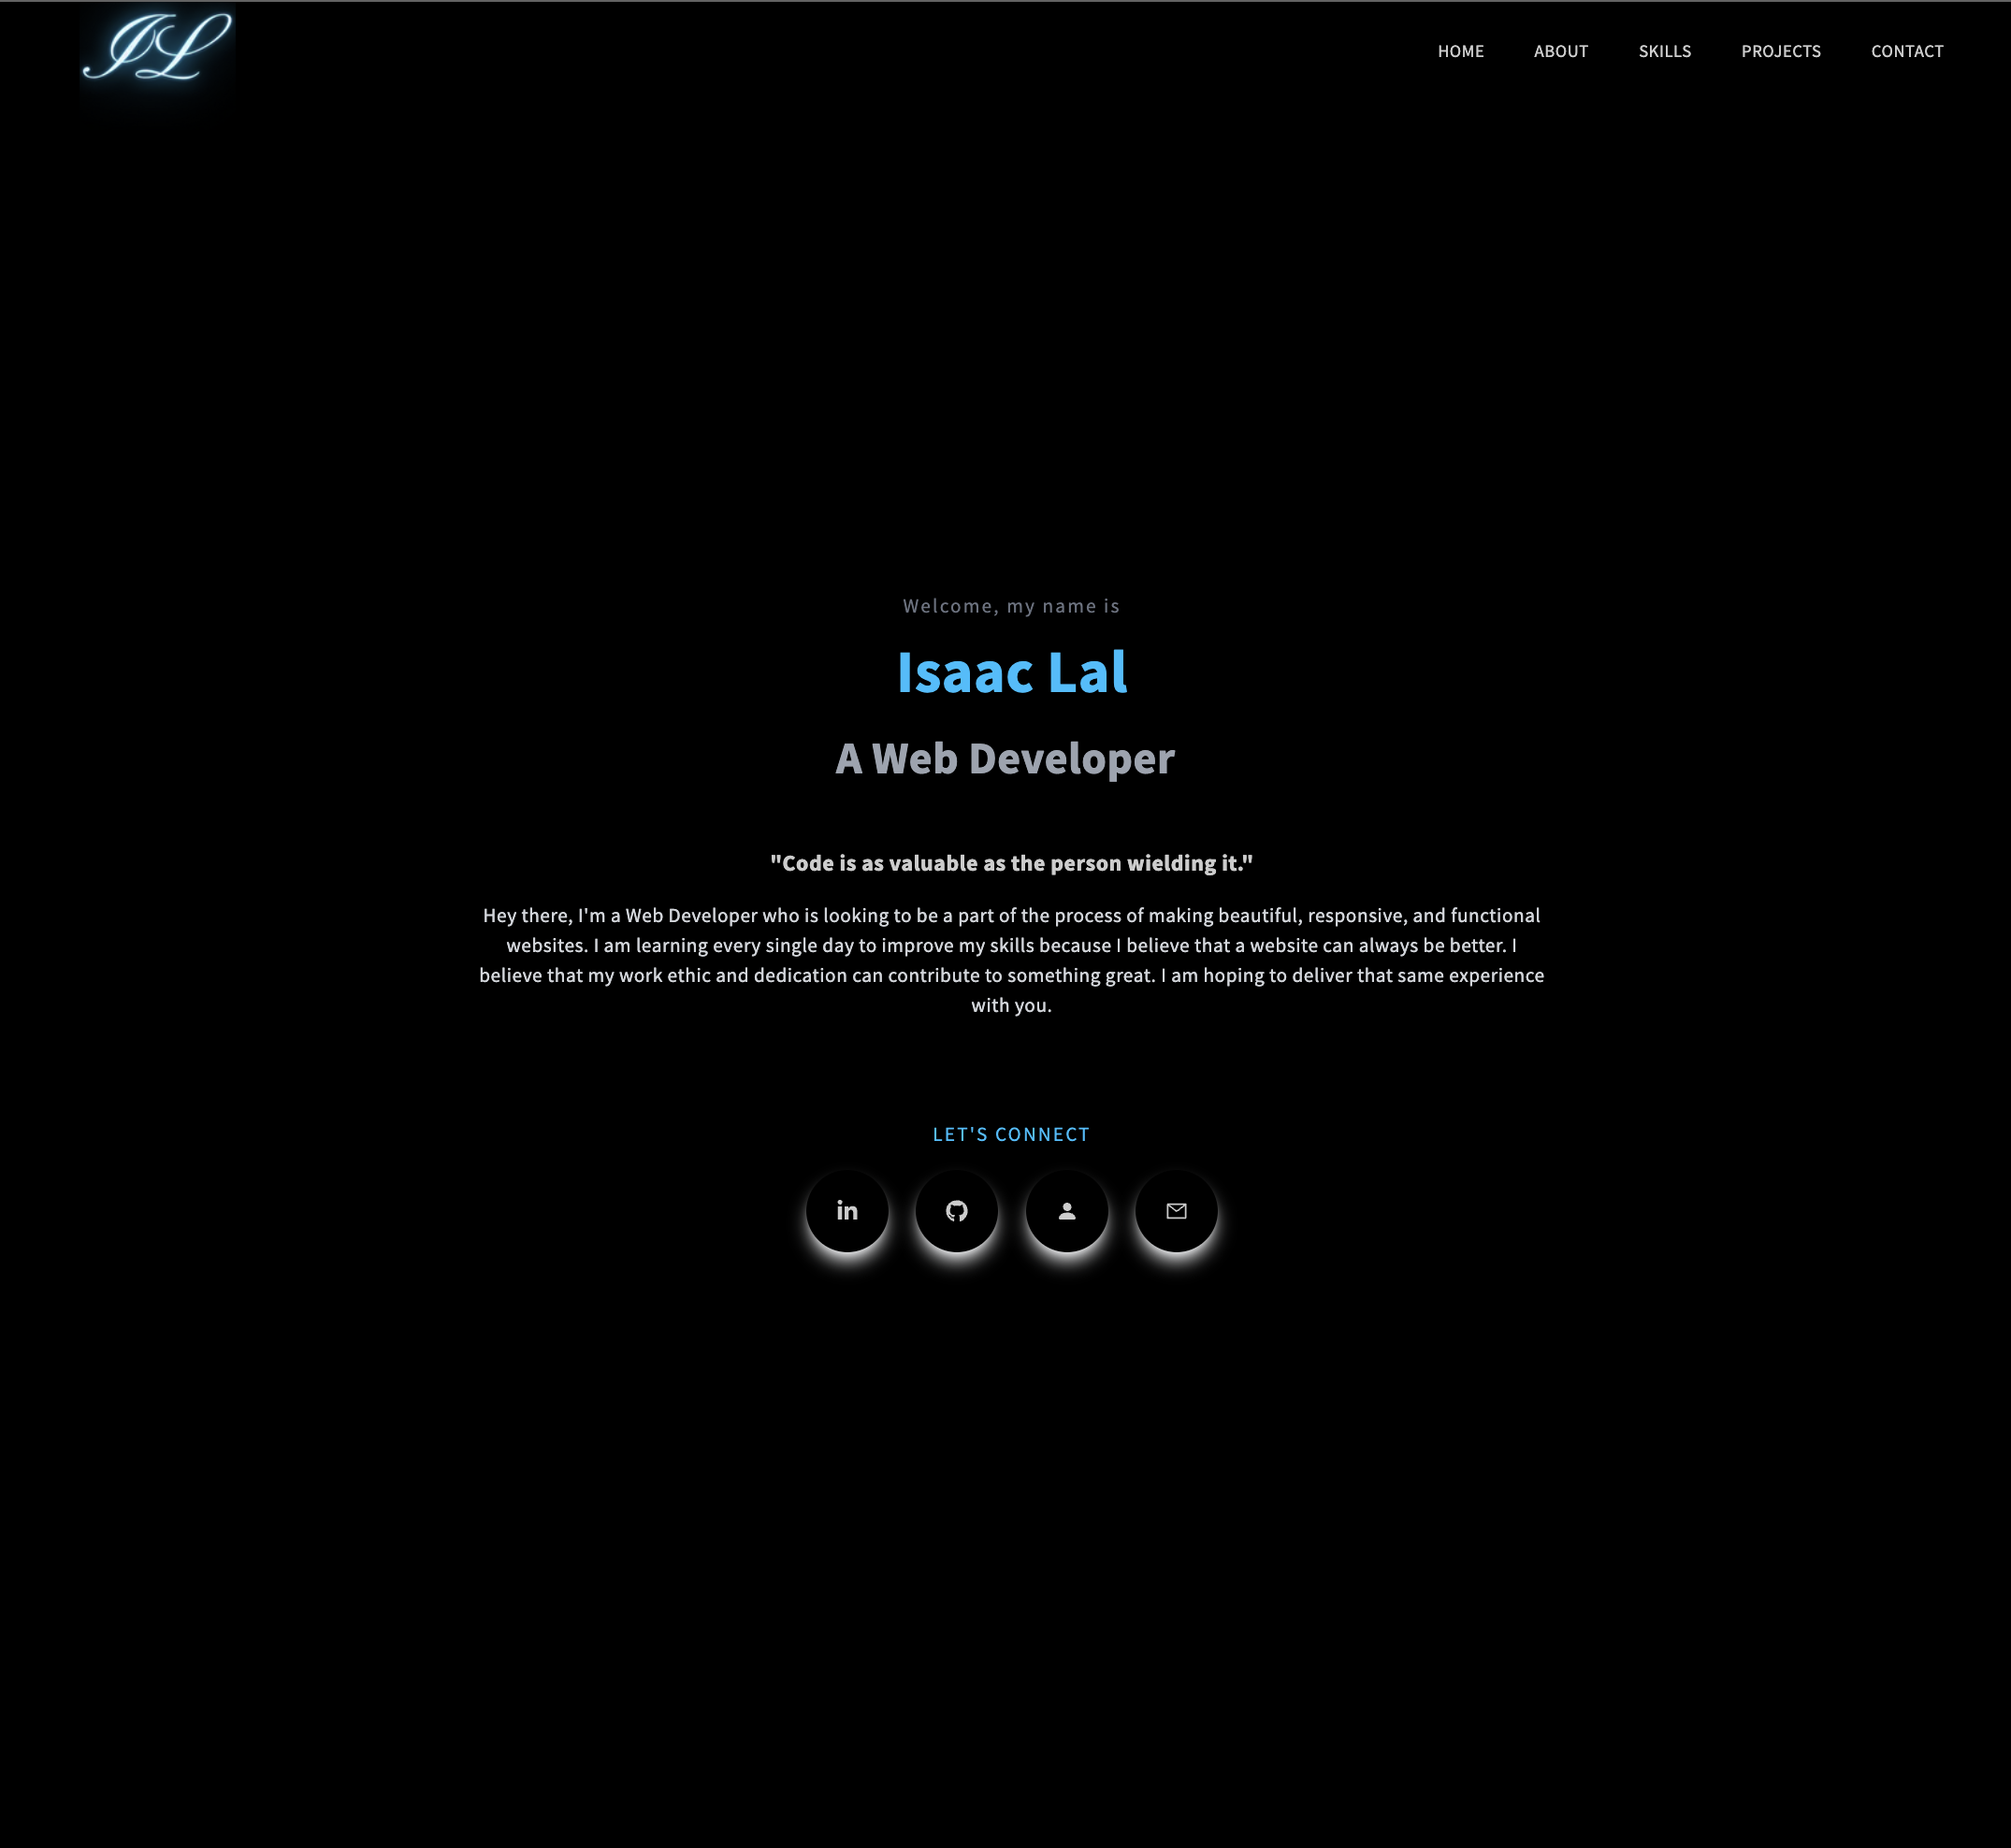 IL
HOME ABOUT SKILLS PROJECTS CONTACT
Welcome, my name is
Isaac Lal
A Web Developer
"Code is as valuable as the person wielding it."
Hey there, I'm a Web Developer who is looking to be a part of the process of making beautiful, responsive, and functional
websites. I am learning every single day to improve my skills because I believe that a website can always be better. I
believe that my work ethic and dedication can contribute to something great. I am hoping to deliver that same experience
with you.
LET'S CONNECT
in